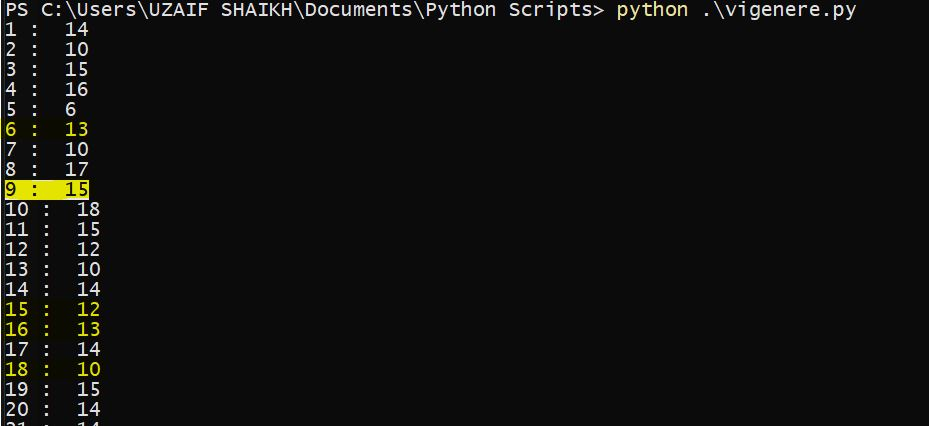 PS C:\Users\UZAIF SHAIKH\Documents\Python Scripts> python .\vigenere.py
1 :  14
2 :  10
3 :  15
4 :  16
5 :  6
6 :  13
7 :  10
8 :  17
9 :  15
10 :  18
11 :  15
12 :  12
13 :  10
14 :  14
15 :  12
16 :  13
17 :  14
18 :  10
19 :  15
20 :  14
21 :  14